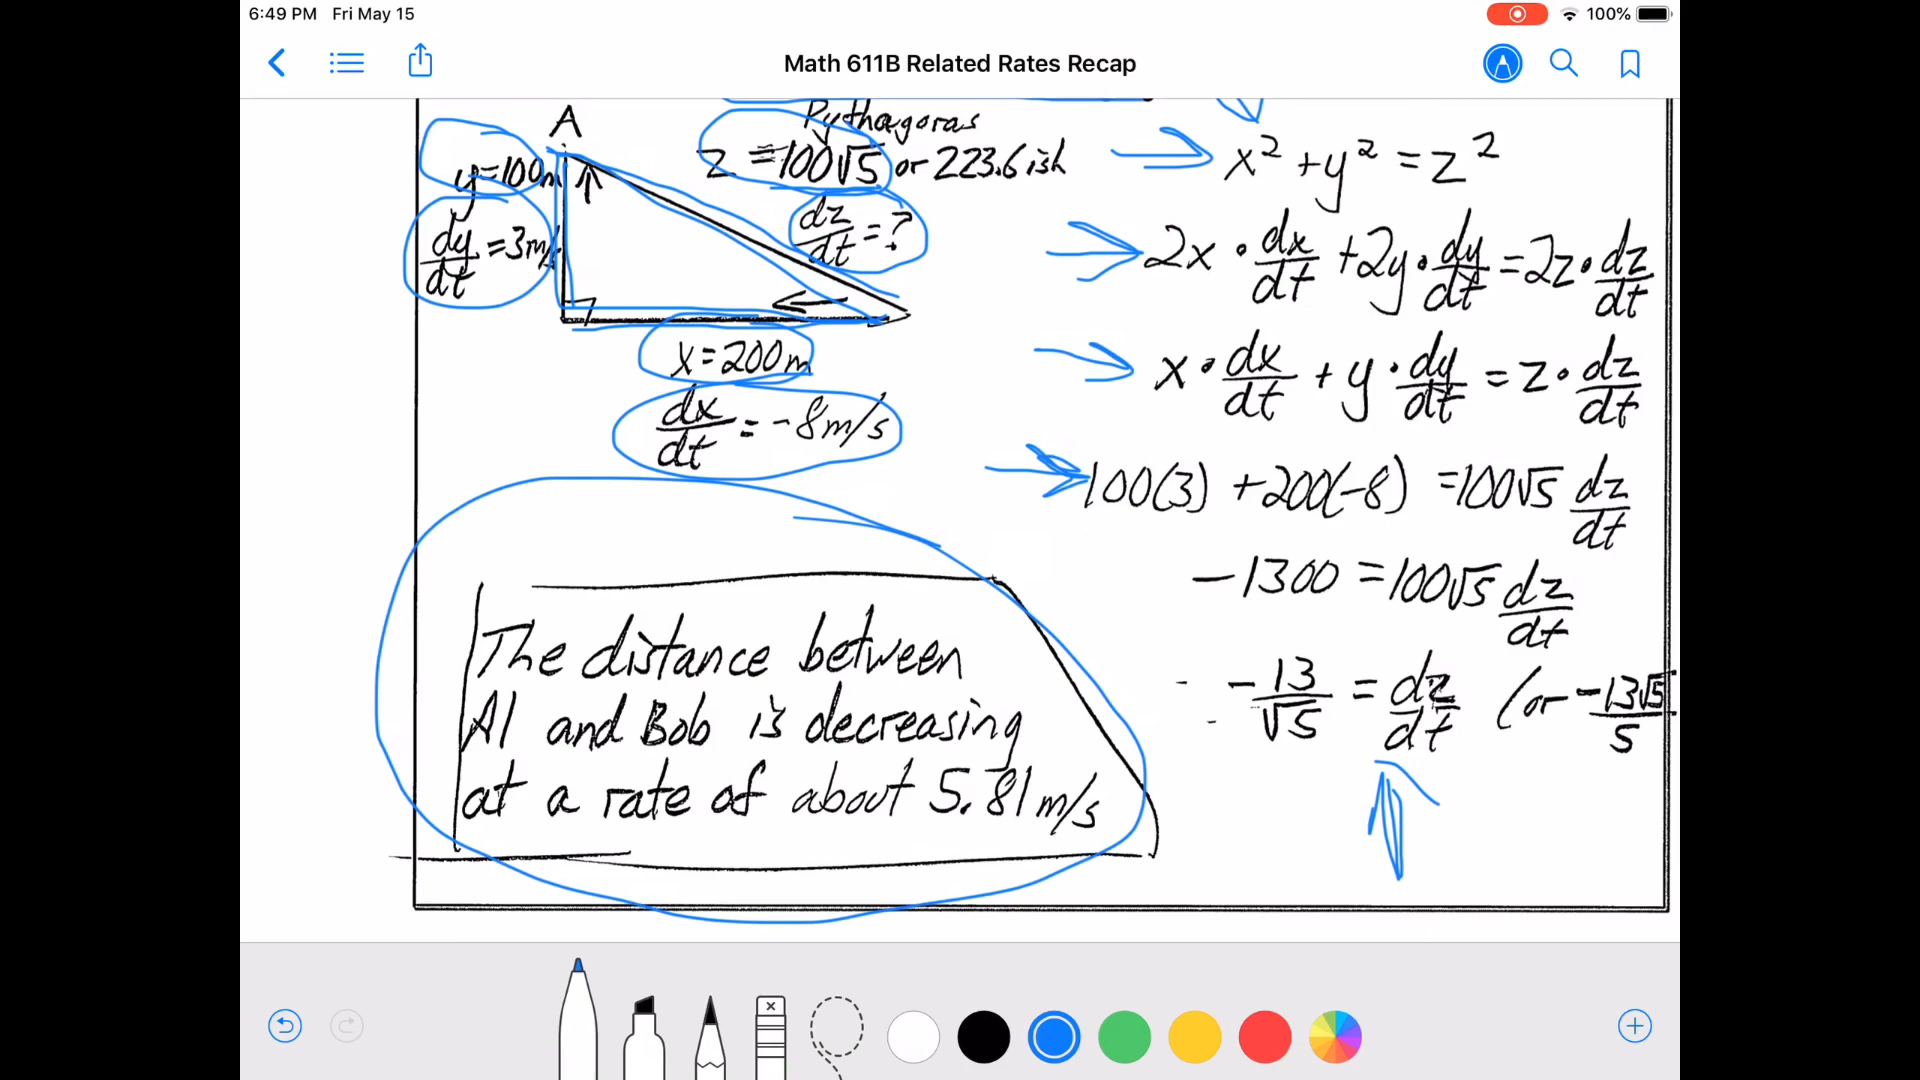 6:49 PM Fri May 15
100%
Math 611B Related Rates Recap
A
Pythagoras
y=100m
z = 100√5 or 223.6ish
dy/dt = 3m/s
dz/dt = ?
x = 200m
dx/dt = -8m/s
x² + y² = z²
2x · dx/dt + 2y · dy/dt = 2z · dz/dt
x · dx/dt + y · dy/dt = z · dz/dt
100(3) + 200(-8) = 100√5 dz/dt
-1300 = 100√5 dz/dt
-13/√5 = dz/dt (or -13√5/5
The distance between
Al and Bob is decreasing
at a rate of about 5.81m/s